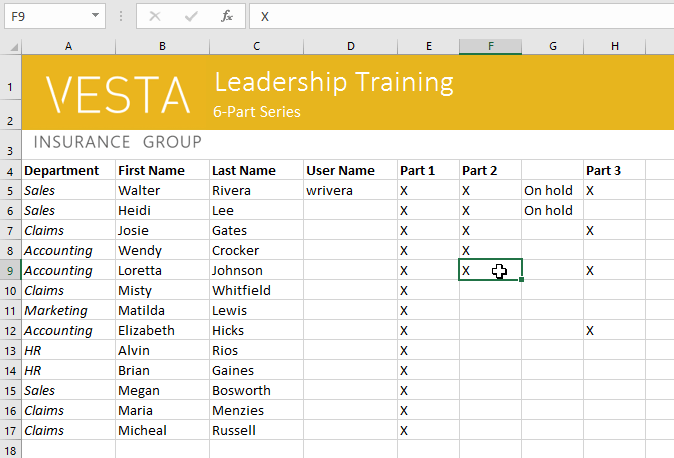 F9 fx X
A B C D E F G H
1 VESTA Leadership Training
2 6-Part Series
3 INSURANCE GROUP
4 Department First Name Last Name User Name Part 1 Part 2 Part 3
5 Sales Walter Rivera wrivera X X On hold X
6 Sales Heidi Lee X X On hold
7 Claims Josie Gates X X X
8 Accounting Wendy Crocker X X
9 Accounting Loretta Johnson X X X
10 Claims Misty Whitfield X
11 Marketing Matilda Lewis X
12 Accounting Elizabeth Hicks X X
13 HR Alvin Rios X
14 HR Brian Gaines X
15 Sales Megan Bosworth X
16 Claims Maria Menzies X
17 Claims Micheal Russell X
18